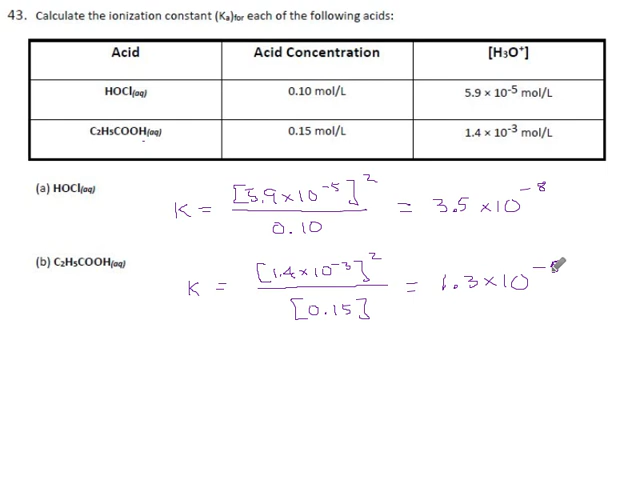 43. Calculate the ionization constant (Ka)for each of the following acids:
Acid Acid Concentration [H3O+]
HOCl(aq) 0.10 mol/L 5.9 × 10-5 mol/L
C2H5COOH(aq) 0.15 mol/L 1.4 × 10-3 mol/L
(a) HOCl(aq)
K = [5.9×10-5]2 / 0.10 = 3.5 ×10-8
(b) C2H5COOH(aq)
K = [1.4×10-3]2 / [0.15] = 1.3×10-5